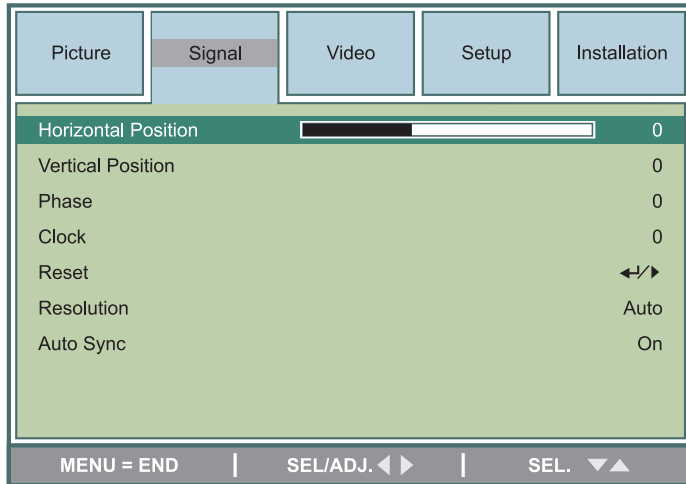 Picture Signal Video Setup Installation
Horizontal Position 0
Vertical Position 0
Phase 0
Clock 0
Reset ↵/▶
Resolution Auto
Auto Sync On
MENU = END | SEL/ADJ. ◀ ▶ | SEL. ▼▲